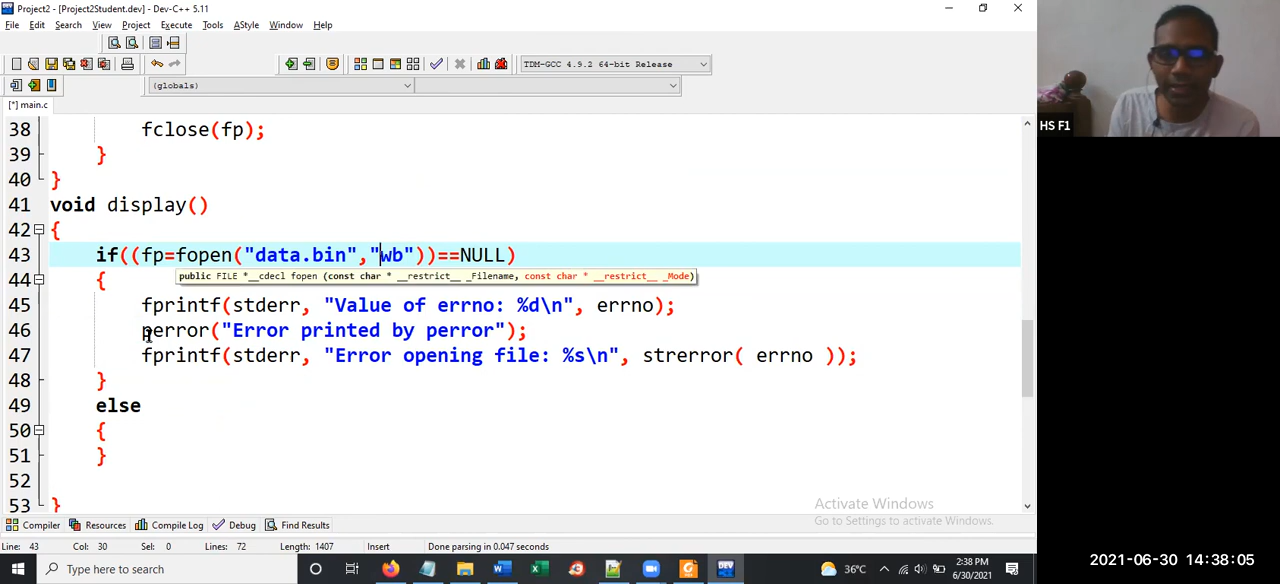 Project2 - [Project2Student.dev] - Dev-C++ 5.11
File Edit Search View Project Execute Tools AStyle Window Help
TDM-GCC 4.9.2 64-bit Release
(globals)
[*] main.c
HS F1
38 fclose(fp);
39 }
40 }
41 void display()
42 {
43 if((fp=fopen("data.bin","wb"))==NULL)
public FILE *__cdecl fopen (const char *__restrict__ _Filename, const char *__restrict__ _Mode)
44 {
45 fprintf(stderr, "Value of errno: %d\n", errno);
46 perror("Error printed by perror");
47 fprintf(stderr, "Error opening file: %s\n", strerror( errno ));
48 }
49 else
50 {
51 }
52
53 }
Activate Windows
Go to Settings to activate Windows.
Compiler Resources Compile Log Debug Find Results
Line: 43 Col: 30 Sel: 0 Lines: 72 Length: 1407 Insert Done parsing in 0.047 seconds
Type here to search
36°C
2:38 PM
6/30/2021
2021-06-30 14:38:05